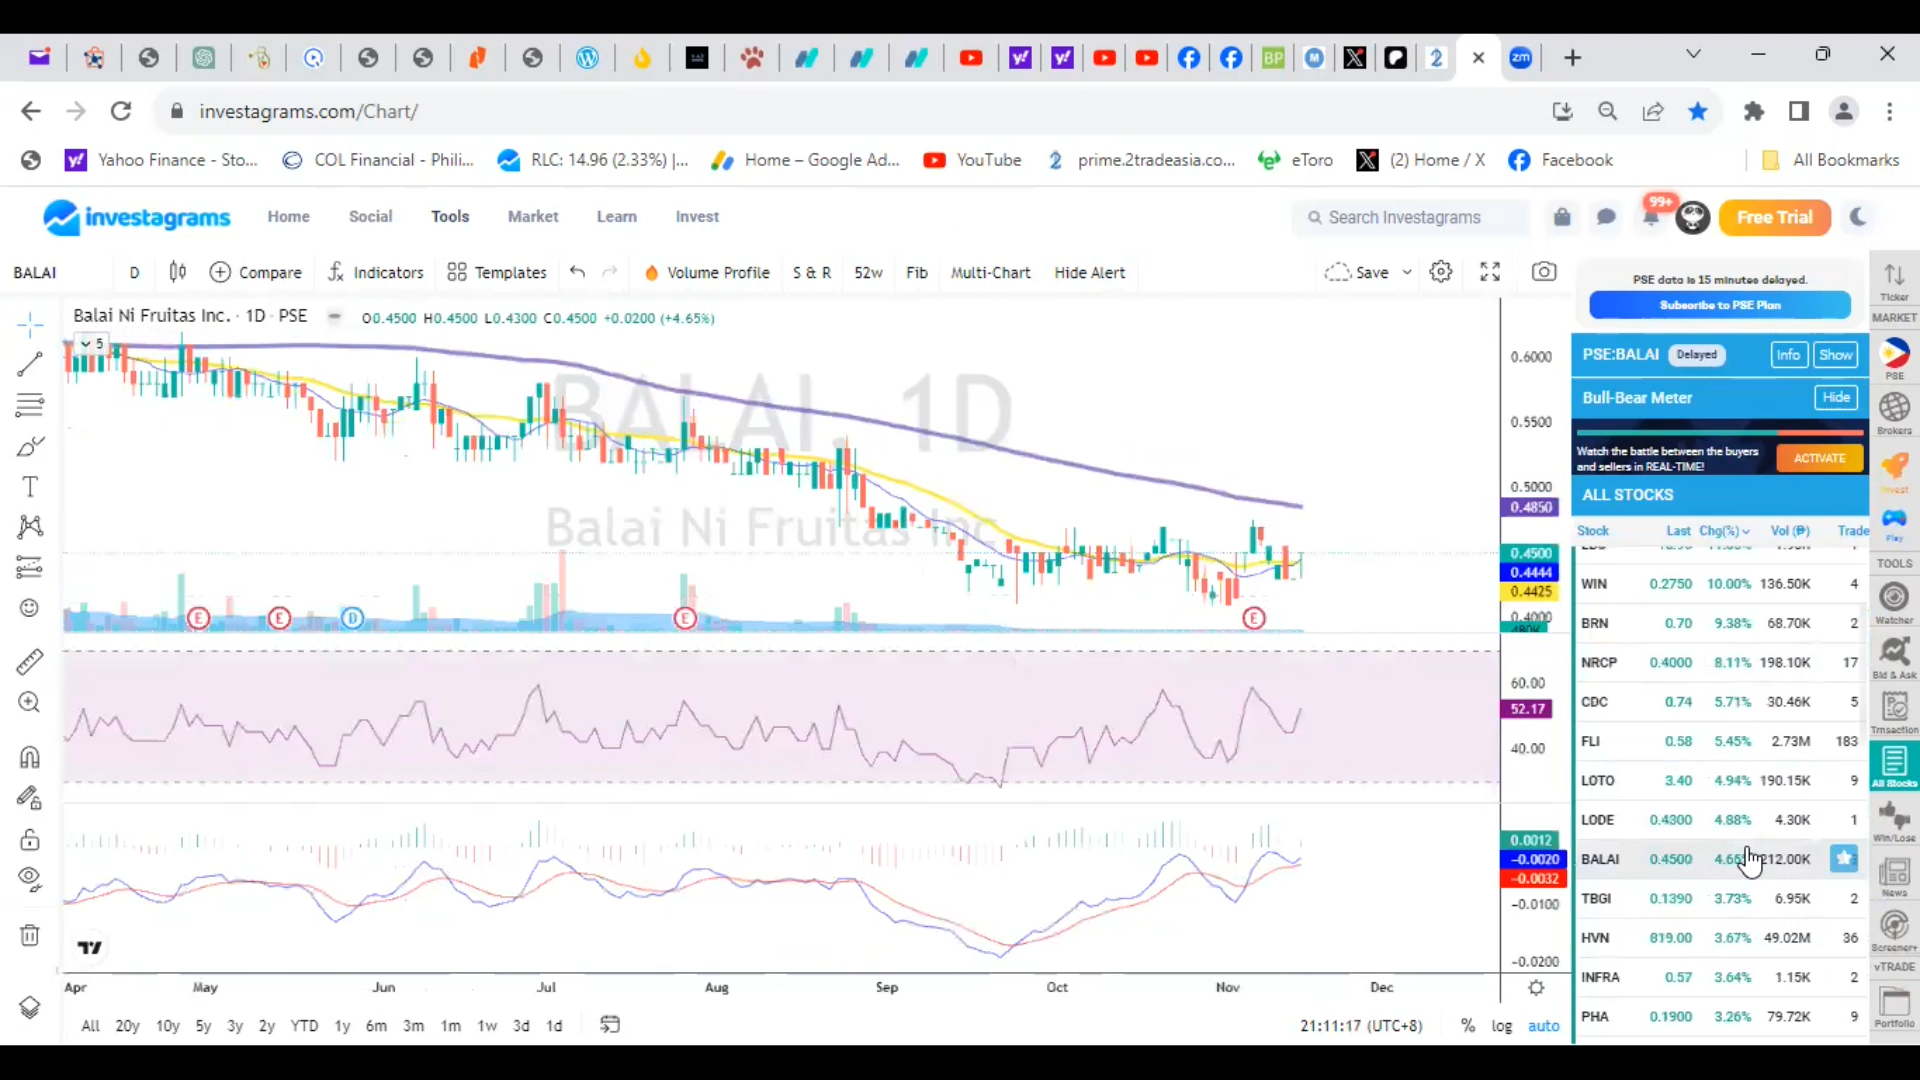 investagrams.com/Chart/
Yahoo Finance - Sto...
COL Financial - Phili...
RLC: 14.96 (2.33%) |...
Home – Google Ad...
YouTube
prime.2tradeasia.co...
eToro
(2) Home / X
Facebook
All Bookmarks
investagrams
Home
Social
Tools
Market
Learn
Invest
Search Investagrams
99+
Free Trial
BALAI
D
Compare
Indicators
Templates
Volume Profile
S & R
52w
Fib
Multi-Chart
Hide Alert
Save
PSE data is 15 minutes delayed.
Subscribe to PSE Plan
Ticker
MARKET
PSE
Brokers
Invest
Play
TOOLS
Watcher
Bid & Ask
Trnsaction
All Stocks
Win/Lose
News
Screener+
vTRADE
Portfolio
Balai Ni Fruitas Inc. · 1D · PSE
O0.4500 H0.4500 L0.4300 C0.4500 +0.0200 (+4.65%)
5
BALAI, 1D
Balai Ni Fruitas Inc
0.6000
0.5500
0.5000
0.4850
0.4500
0.4444
0.4425
0.4000
480K
E
E
D
E
E
60.00
52.17
40.00
0.0012
−0.0020
−0.0032
−0.0100
−0.0200
Apr May Jun Jul Aug Sep Oct Nov Dec
All 20y 10y 5y 3y 2y YTD 1y 6m 3m 1m 1w 3d 1d
21:11:17 (UTC+8)
% log auto
PSE:BALAI
Delayed
Info
Show
Bull-Bear Meter
Hide
Watch the battle between the buyers
and sellers in REAL-TIME!
ACTIVATE
ALL STOCKS
Stock Last Chg(%) Vol (₱) Trade
WIN 0.2750 10.00% 136.50K 4
BRN 0.70 9.38% 68.70K 2
NRCP 0.4000 8.11% 198.10K 17
CDC 0.74 5.71% 30.46K 5
FLI 0.58 5.45% 2.73M 183
LOTO 3.40 4.94% 190.15K 9
LODE 0.4300 4.88% 4.30K 1
BALAI 0.4500 212.00K
TBGI 0.1390 3.73% 6.95K 2
HVN 819.00 3.67% 49.02M 36
INFRA 0.57 3.64% 1.15K 2
PHA 0.1900 3.26% 79.72K 9